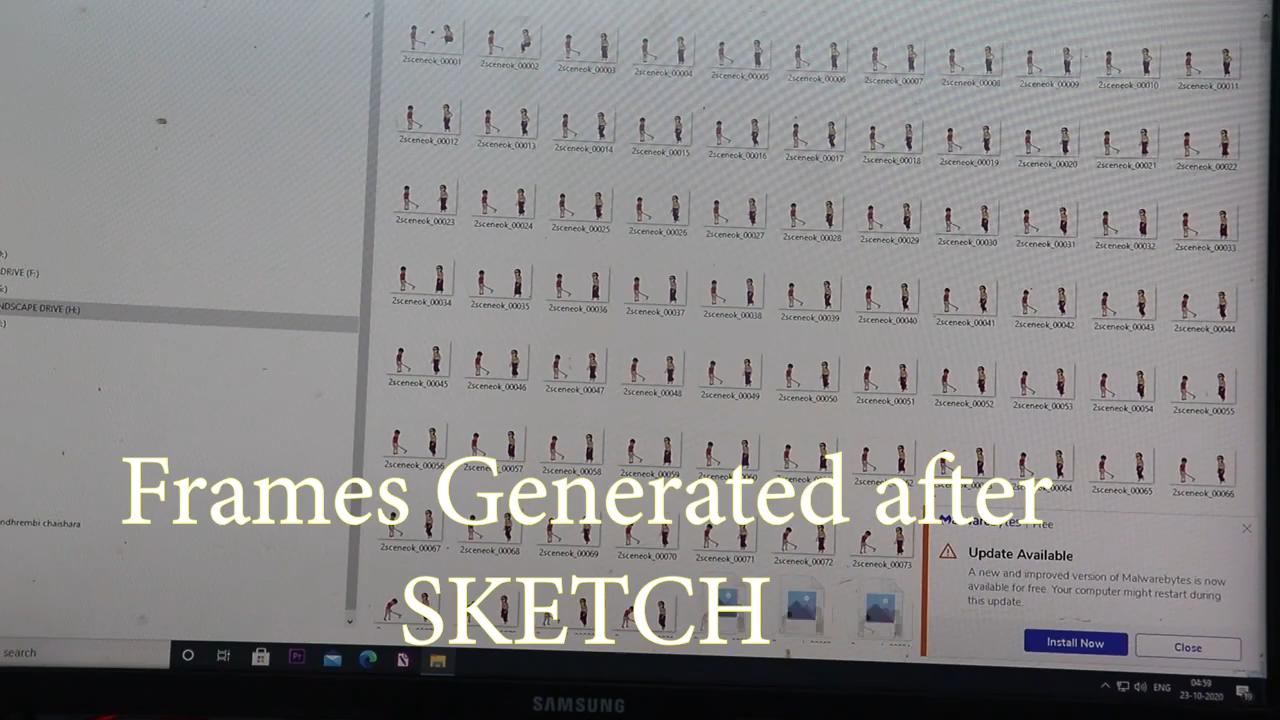 2sceneok_00001 2sceneok_00002 2sceneok_00003 2sceneok_00004 2sceneok_00005 2sceneok_00006 2sceneok_00007 2sceneok_00008 2sceneok_00009 2sceneok_00010 2sceneok_00011
2sceneok_00012 2sceneok_00013 2sceneok_00014 2sceneok_00015 2sceneok_00016 2sceneok_00017 2sceneok_00018 2sceneok_00019 2sceneok_00020 2sceneok_00021 2sceneok_00022
2sceneok_00023 2sceneok_00024 2sceneok_00025 2sceneok_00026 2sceneok_00027 2sceneok_00028 2sceneok_00029 2sceneok_00030 2sceneok_00031 2sceneok_00032 2sceneok_00033
DRIVE (F:)
NDSCAPE DRIVE (H:)
2sceneok_00034 2sceneok_00035 2sceneok_00036 2sceneok_00037 2sceneok_00038 2sceneok_00039 2sceneok_00040 2sceneok_00041 2sceneok_00042 2sceneok_00043 2sceneok_00044
2sceneok_00045 2sceneok_00046 2sceneok_00047 2sceneok_00048 2sceneok_00049 2sceneok_00050 2sceneok_00051 2sceneok_00052 2sceneok_00053 2sceneok_00054 2sceneok_00055
2sceneok_00056 2sceneok_00057 2sceneok_00058 2sceneok_00059 2sceneok_00065 2sceneok_00066
Frames Generated after
SKETCH
ndhrembi chaishara
2sceneok_00067 2sceneok_00068 2sceneok_00069 2sceneok_00070 2sceneok_00071 2sceneok_00072 2sceneok_00073
Malwarebytes | Free
Update Available
A new and improved version of Malwarebytes is now
available for free. Your computer might restart during
this update.
Install Now Close
search
Pr
ENG
04:59
23-10-2020
SAMSUNG